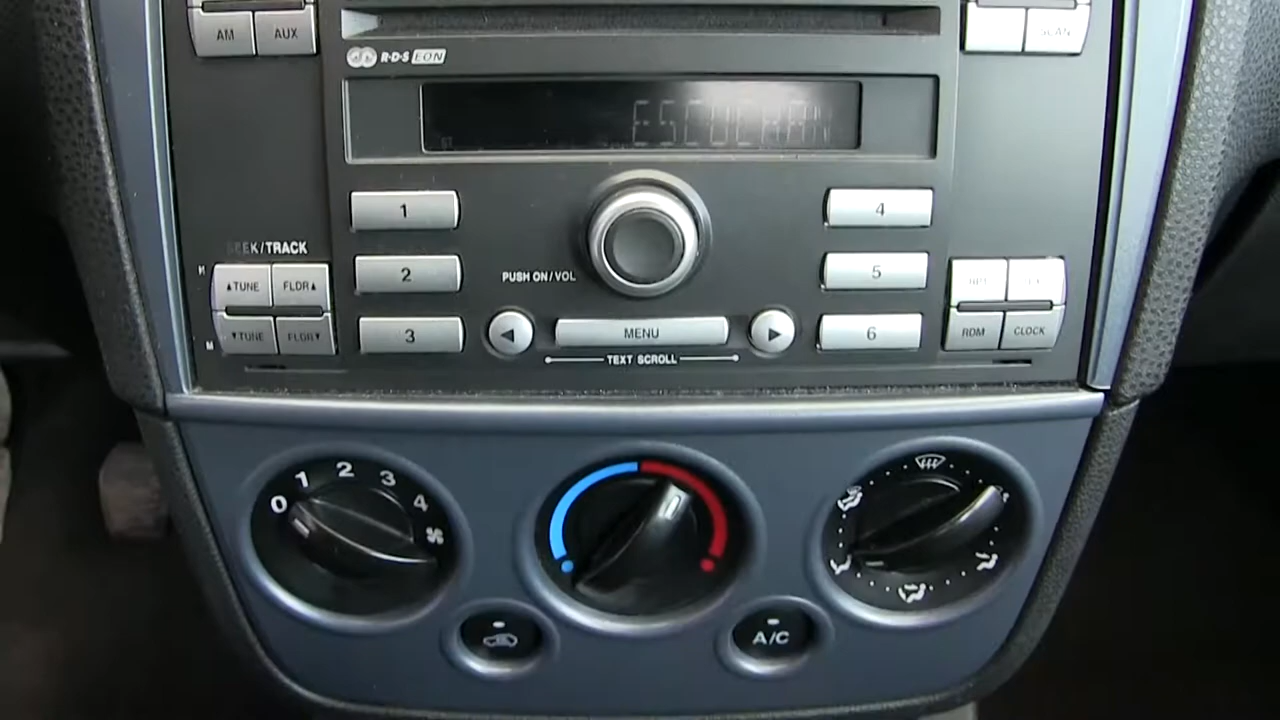 AM AUX
SCAN
R·D·S EON
ESCUCHAN
1
4
SEEK/TRACK
2
PUSH ON/VOL
5
▲TUNE FLDR▲
▼TUNE FLDR▼
3
◀ MENU ▶
6
RDM CLOCK
TEXT SCROLL
0 1 2 3 4
A/C